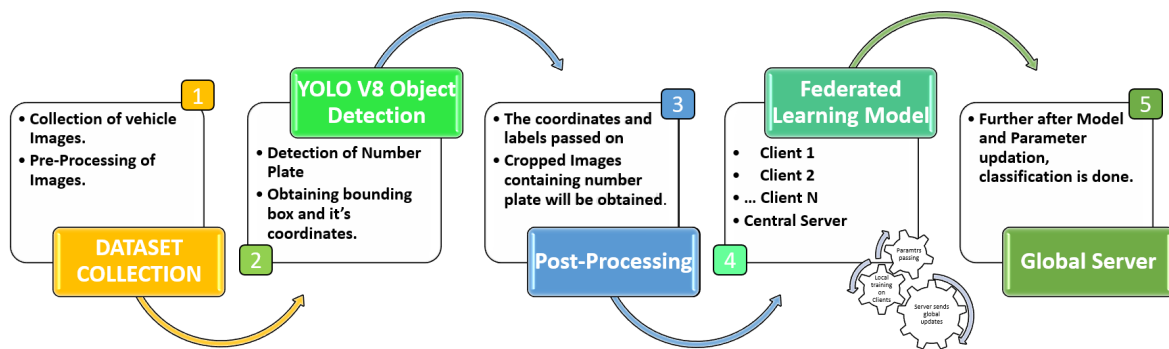 1
• Collection of vehicle
Images.
• Pre-Processing of
Images.
DATASET
COLLECTION
YOLO V8 Object
Detection
• Detection of Number
Plate
• Obtaining bounding
box and it's
coordinates.
2
3
• The coordinates and
labels passed on
• Cropped Images
containing number
plate will be obtained.
Post-Processing
Federated
Learning Model
• Client 1
• Client 2
• ... Client N
• Central Server
4
Paramtrs
passing
Local
training on
Clients
Server sends
global
updates
5
• Further after Model
and Parameter
updation,
classification is done.
Global Server